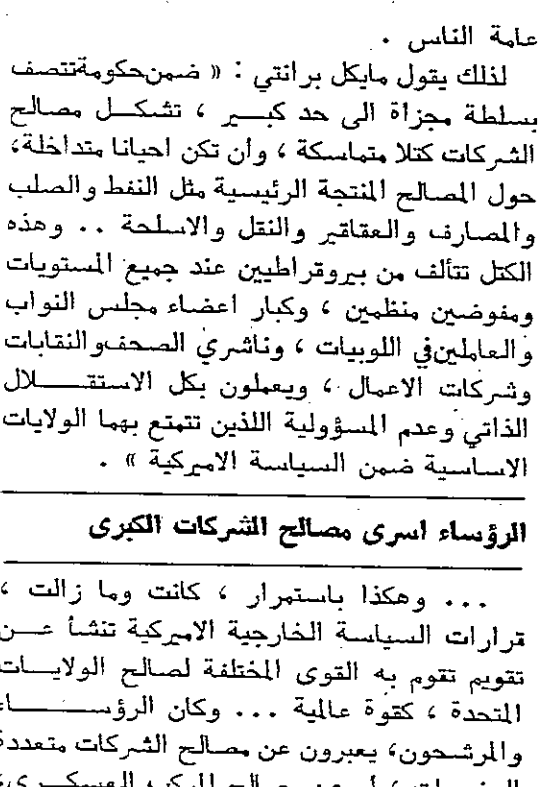 عامة الناس .
لذلك يقول مايكل برانتي : « ضمن حكومة تتصف
بسلطة مجزاة الى حد كبير ، تشكل مصالح
الشركات كتلا متماسكة ، وان تكن احيانا متداخلة،
حول المصالح المنتجة الرئيسية مثل النفط والصلب
والمصارف والعقاقير والنقل والاسلحة .. وهذه
الكتل تتألف من بيروقراطيين عند جميع المستويات
ومفوضين منظمين ، وكبار اعضاء مجلس النواب
والعاملين في اللوبيات ، وناشري الصحف والنقابات
وشركات الاعمال ، ويعملون بكل الاستقلال
الذاتي وعدم المسؤولية اللذين تتمتع بهما الولايات
الاساسية ضمن السياسة الاميركية » .
الرؤساء اسرى مصالح الشركات الكبرى
... وهكذا باستمرار ، كانت وما زالت ،
قرارات السياسة الخارجية الاميركية تنشأ عن
تقويم تقوم به القوى المختلفة لصالح الولايات
المتحدة ، كقوة عالمية ... وكان الرؤساء
والمرشحون، يعبرون عن مصالح الشركات متعددة